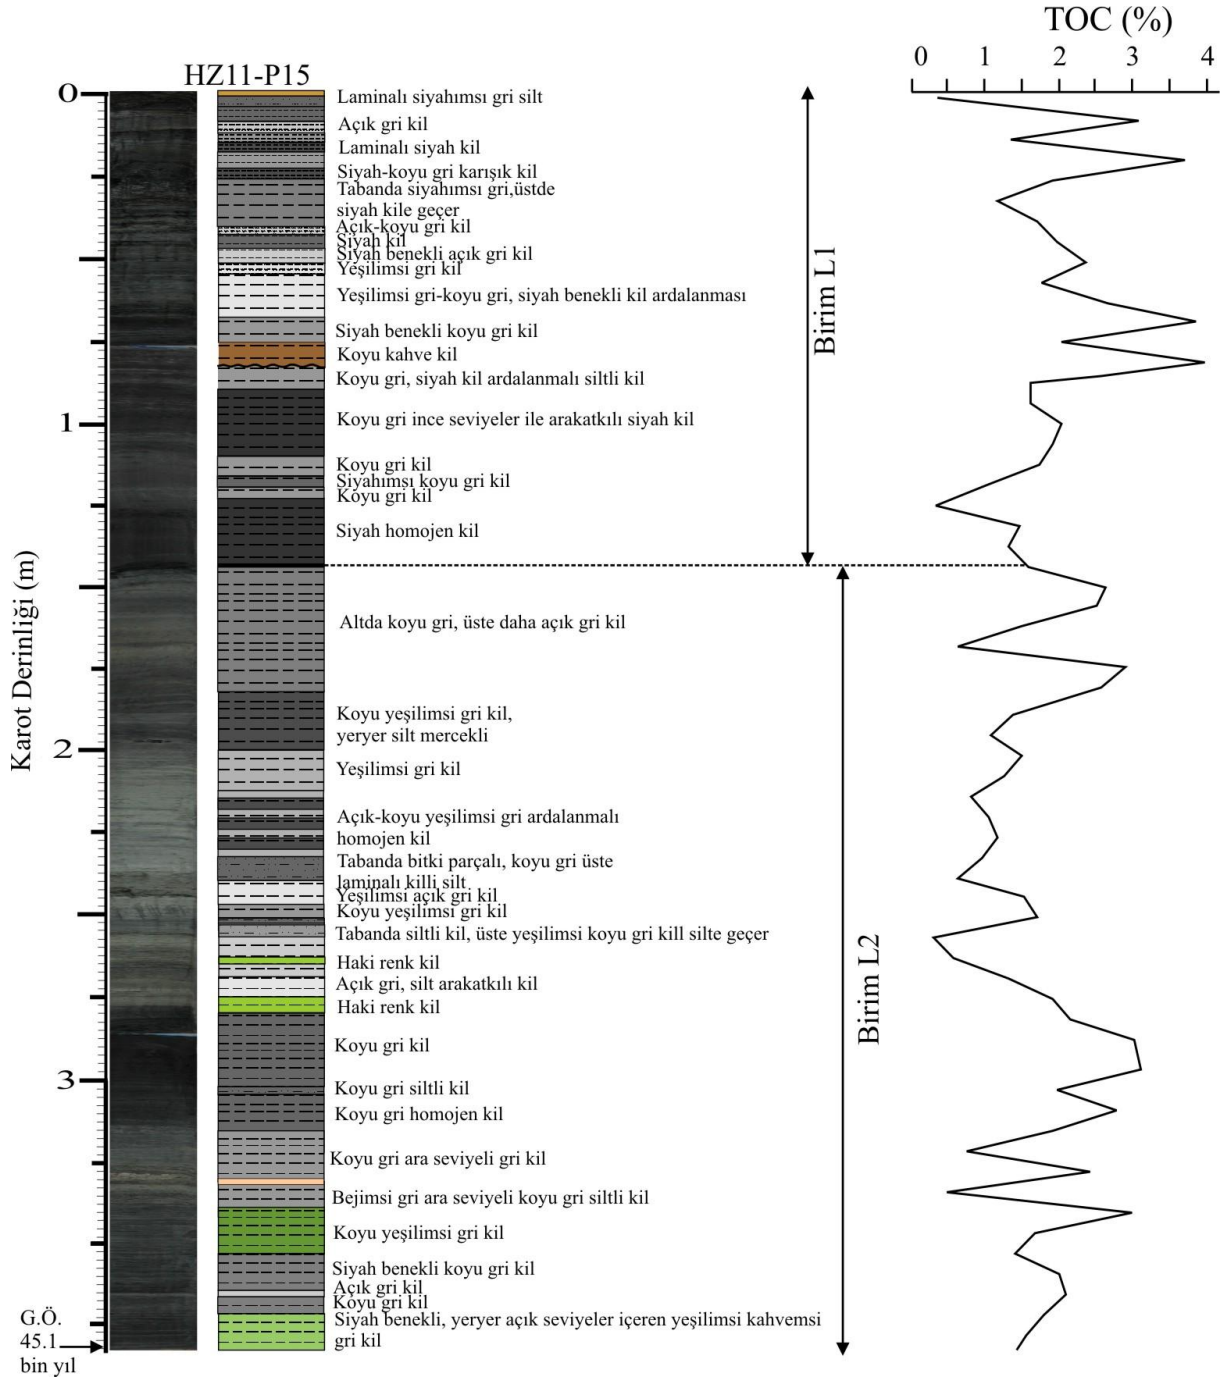 TOC (%)
0 1 2 3 4
HZ11-P15
0
Laminalı siyahımsı gri silt
Açık gri kil
Laminalı siyah kil
Siyah-koyu gri karışık kil
Tabanda siyahımsı gri,üstde
siyah kile geçer
Açık-koyu gri kil
Siyah kil
Siyah benekli açık gri kil
Yeşilimsi gri kil
Yeşilimsi gri-koyu gri, siyah benekli kil ardalanması
Siyah benekli koyu gri kil
Koyu kahve kil
Koyu gri, siyah kil ardalanmalı siltli kil
Birim L1
1
Koyu gri ince seviyeler ile arakatkılı siyah kil
Koyu gri kil
Siyahımsı koyu gri kil
Koyu gri kil
Siyah homojen kil
Karot Derinliği (m)
Altda koyu gri, üste daha açık gri kil
Koyu yeşilimsi gri kil,
yeryer silt mercekli
2
Yeşilimsi gri kil
Açık-koyu yeşilimsi gri ardalanmalı
homojen kil
Tabanda bitki parçalı, koyu gri üste
laminalı killi silt
Yeşilimsi açık gri kil
Koyu yeşilimsi gri kil
Tabanda siltli kil, üste yeşilimsi koyu gri kill silte geçer
Haki renk kil
Açık gri, silt arakatkılı kil
Haki renk kil
Birim L2
Koyu gri kil
3
Koyu gri siltli kil
Koyu gri homojen kil
Koyu gri ara seviyeli gri kil
Bejimsi gri ara seviyeli koyu gri siltli kil
Koyu yeşilimsi gri kil
Siyah benekli koyu gri kil
Açık gri kil
Koyu gri kil
Siyah benekli, yeryer açık seviyeler içeren yeşilimsi kahvemsi
gri kil
G.Ö.
45.1
bin yıl